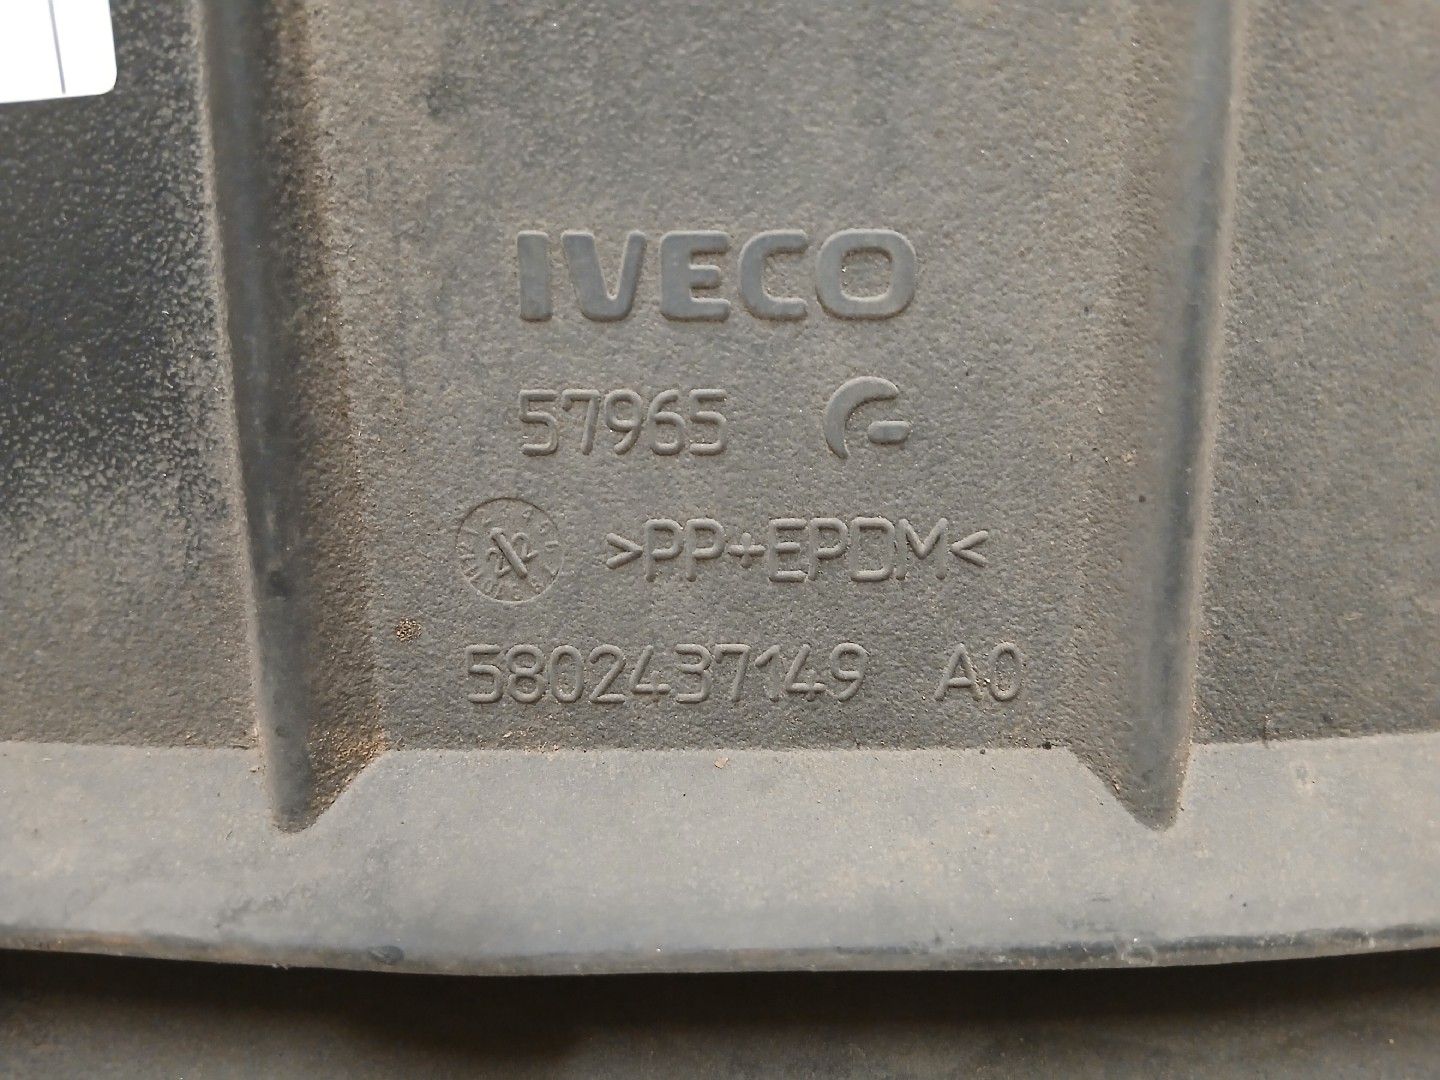 IVECO
57965
>PP+EPDM<
5802437149 A0